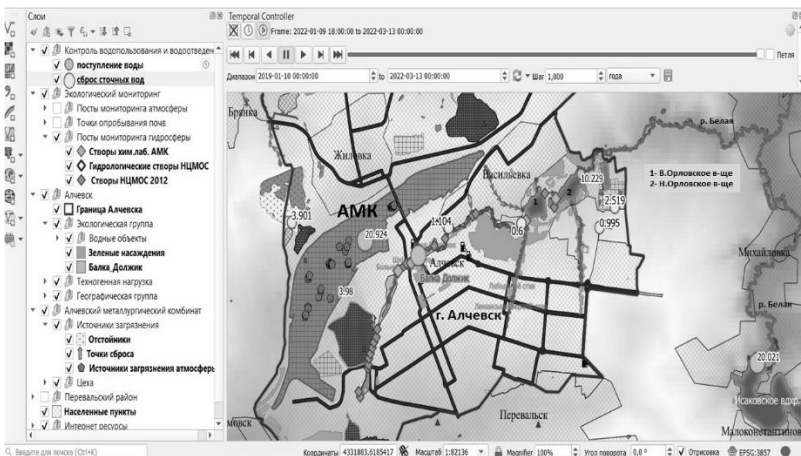 Слои
Контроль водопользования и водоотведен
поступление воды
сброс сточных вод
Экологический мониторинг
Посты мониторинга атмосферы
Точки опробывания почв
Посты мониторинга гидросферы
Створы хим.лаб. АМК
Гидрологические створы НЦМОС
Створы НЦМОС 2012
Алчевск
Граница Алчевска
Экологическая группа
Водные объекты
Зеленые насаждения
Балка_Должик
Техногенная нагрузка
Географическая группа
Алчевский металлургический комбинат
Источники загрязнения
Отстойники
Точки сброса
Источники загрязнения атмосферы
Цеха
Перевальский район
Населенные пункты
Интернет ресурсы
Введите для поиска (Ctrl+K)
Temporal Controller
Frame: 2022-01-09 18:00:00 to 2022-03-13 00:00:00
Петля
Диапазон 2019-01-10 00:00:00 to 2022-03-13 00:00:00 Шаг 1,000 года
Брянка
р. Белая
Жиловка
Васильевка
1- В.Орловское в-ще
2- Н.Орловское в-ще
10.229
1
2
2.519
АМК
3.901
1.104
0.6
0.995
20.924
Алчевск
Михайловка
Балка Должик
3.98
г. Алчевск
р. Белая
20.021
Исаковское вдхр.
Перевальск
Малоконстантинов
Координаты 4331883,6185417 Масштаб 1:82136 Magnifier 100% Угол поворота 0,0 ° Отрисовка EPSG:3857